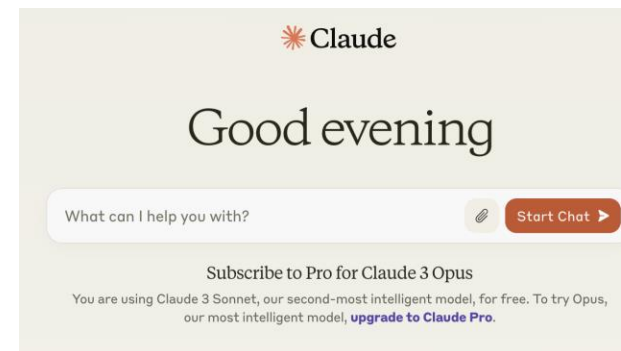 Claude
Good evening
What can I help you with?
Start Chat
Subscribe to Pro for Claude 3 Opus
You are using Claude 3 Sonnet, our second-most intelligent model, for free. To try Opus,
our most intelligent model, upgrade to Claude Pro.